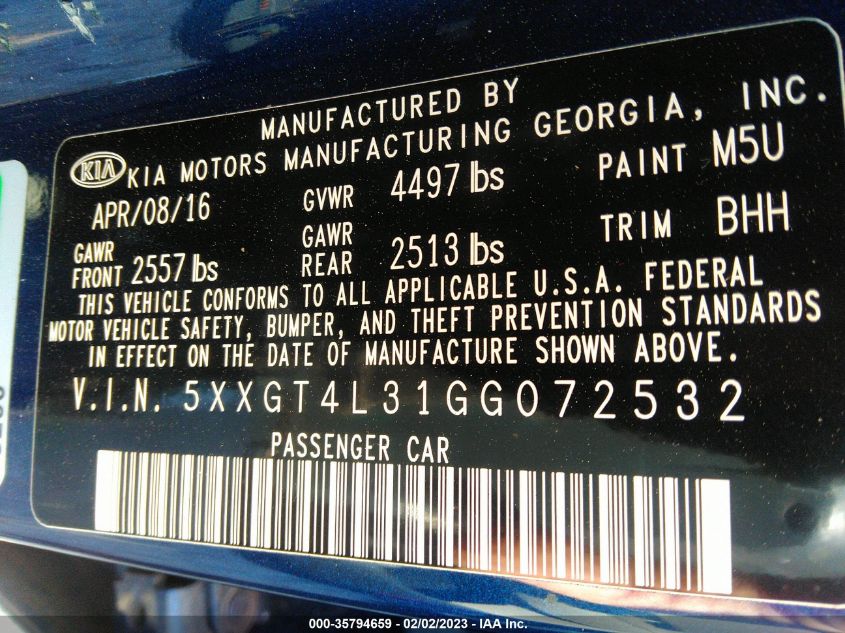 MANUFACTURED BY
KIA KIA MOTORS MANUFACTURING GEORGIA, INC.
APR/08/16 GVWR 4497 lbs PAINT M5U
GAWR FRONT 2557 lbs GAWR REAR 2513 lbs TRIM BHH
THIS VEHICLE CONFORMS TO ALL APPLICABLE U.S.A. FEDERAL
MOTOR VEHICLE SAFETY, BUMPER, AND THEFT PREVENTION STANDARDS
IN EFFECT ON THE DATE OF MANUFACTURE SHOWN ABOVE.
V.I.N. 5XXGT4L31GG072532
PASSENGER CAR
000-35794659 - 02/02/2023 - IAA Inc.